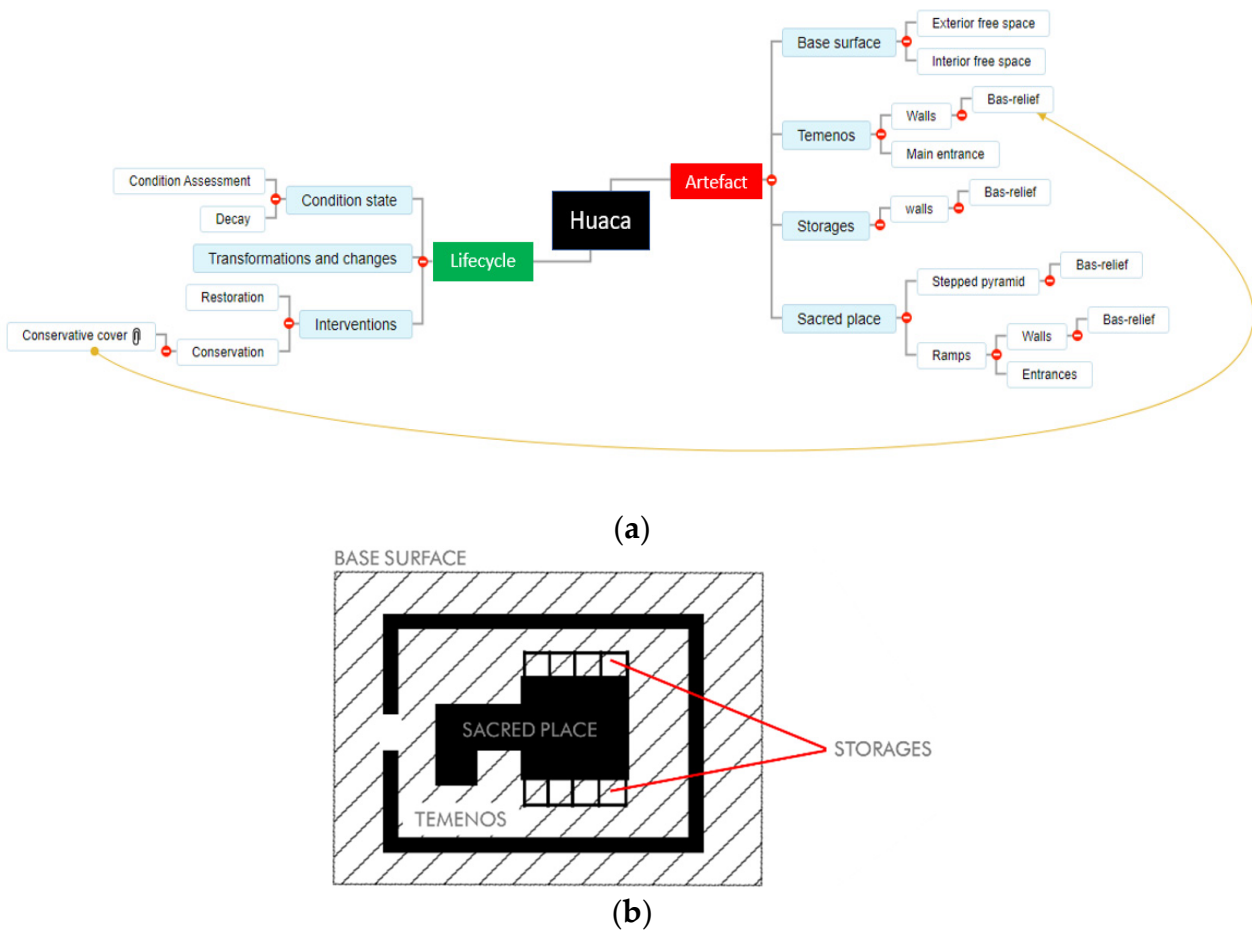 Exterior free space
Base surface
Interior free space
Bas-relief
Walls
Temenos
Main entrance
Artefact
Bas-relief
walls
Storages
Huaca
Condition Assessment
Condition state
Decay
Transformations and changes
Lifecycle
Restoration
Interventions
Conservative cover
Conservation
Bas-relief
Stepped pyramid
Sacred place
Bas-relief
Walls
Ramps
Entrances
(a)
BASE SURFACE
SACRED PLACE
STORAGES
TEMENOS
(b)